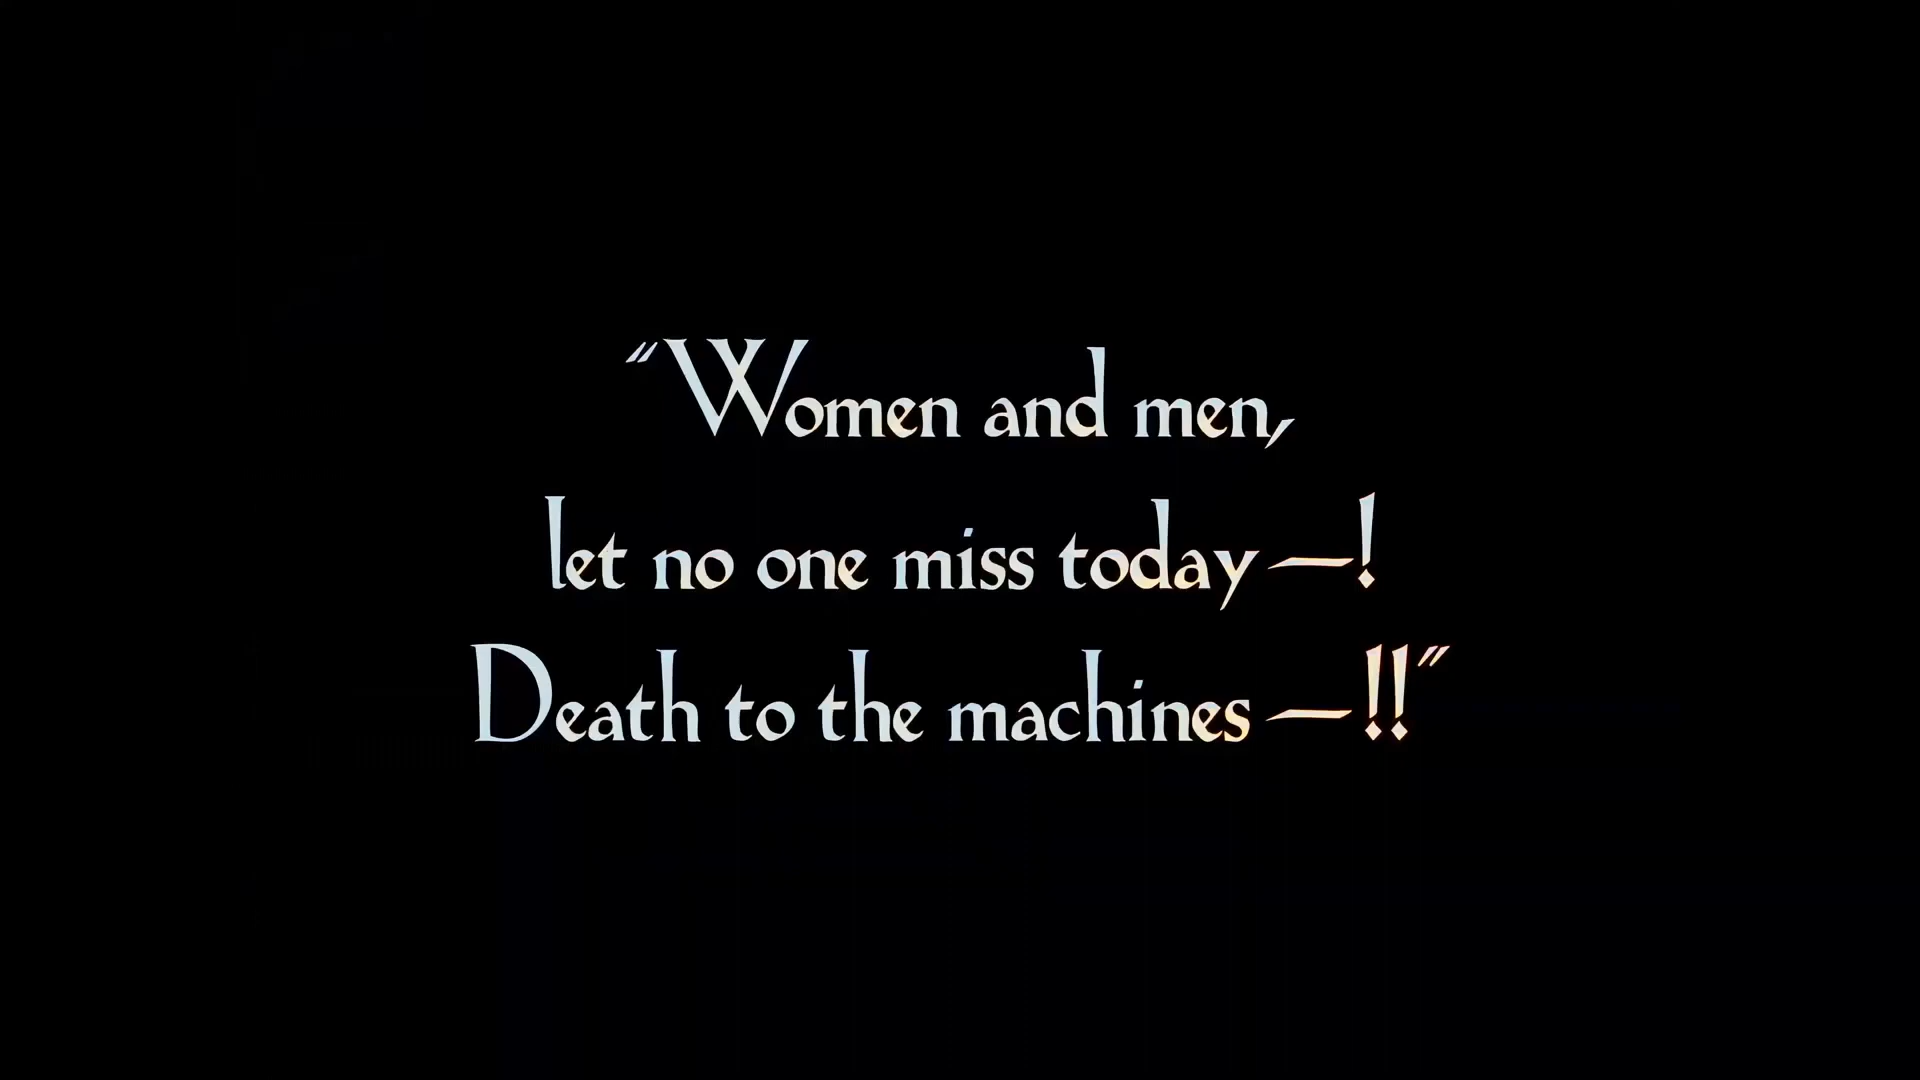 “Women and men,
let no one miss today—!
Death to the machines—!!”